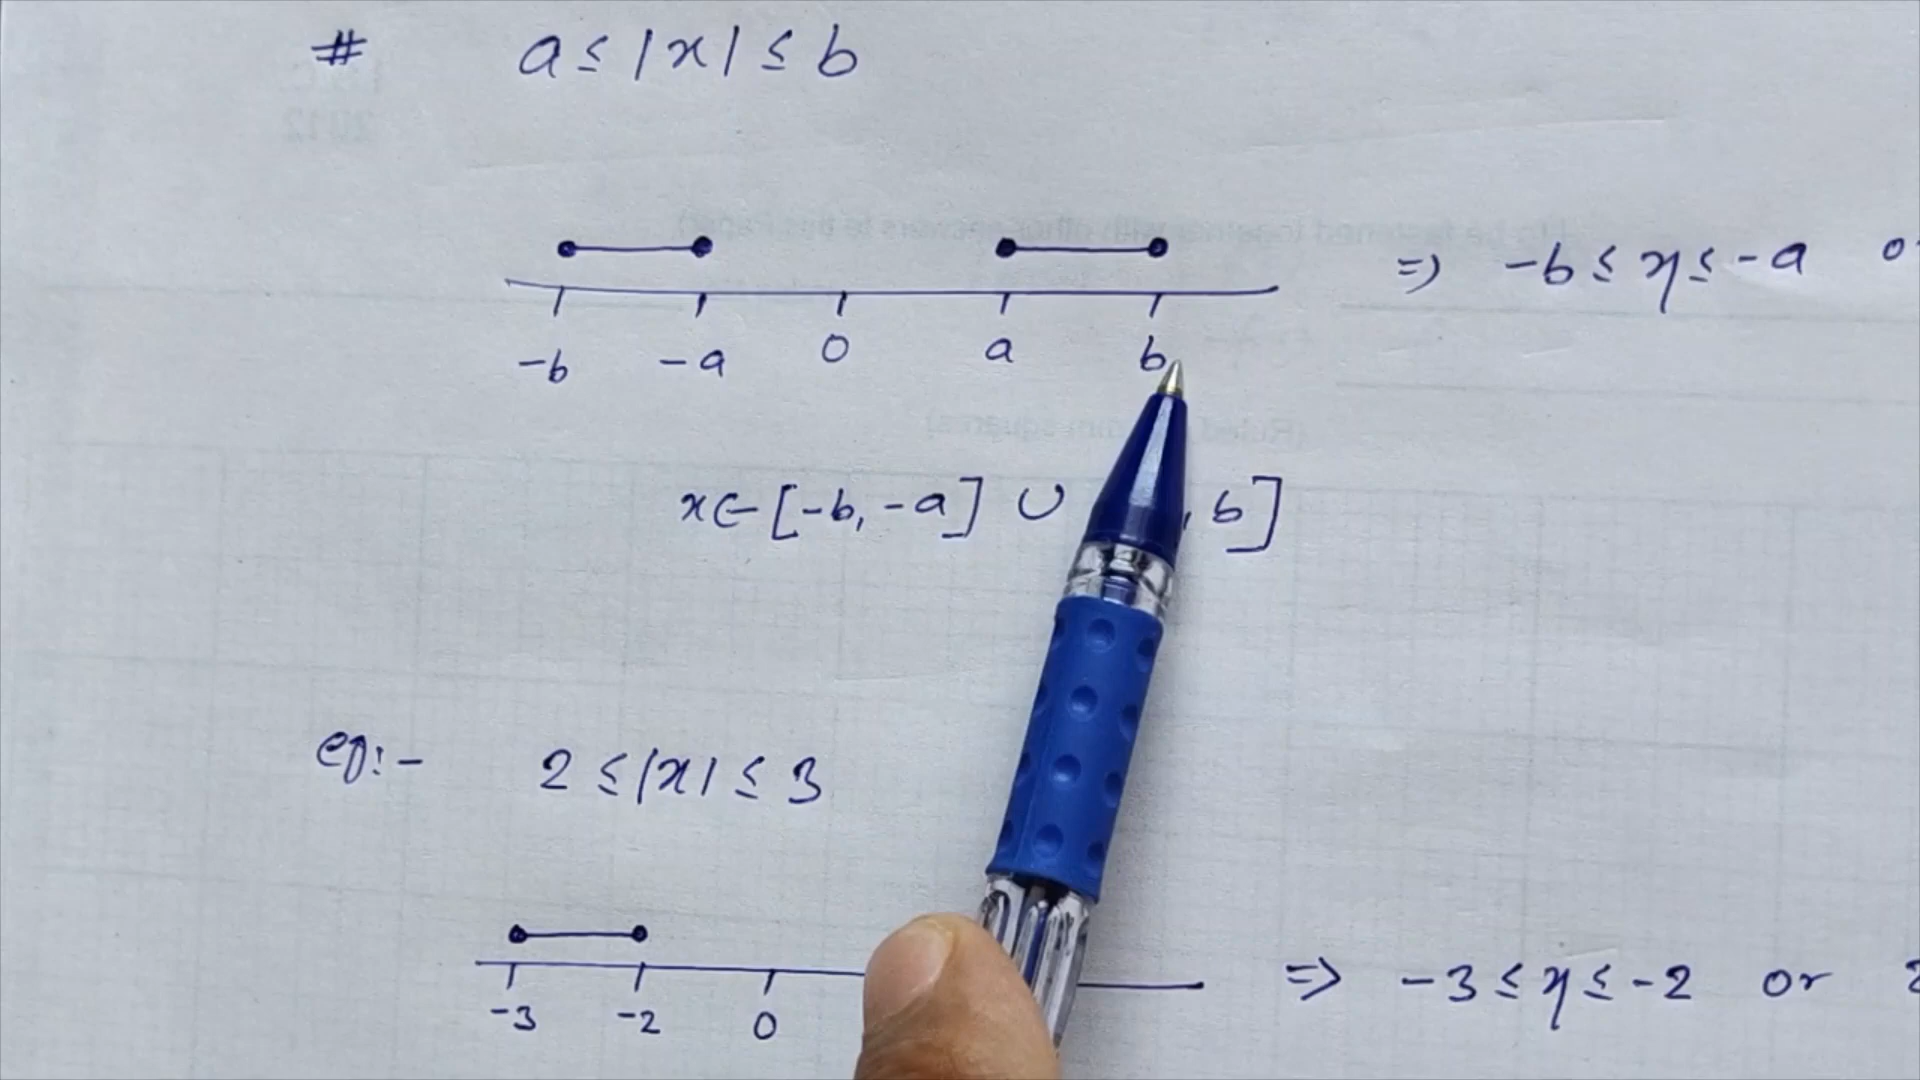 # a ≤ |x| ≤ b
⇒ -b ≤ x ≤ -a
-b -a 0 a b
x ∈ [-b, -a] ∪ , b]
eg:- 2 ≤ |x| ≤ 3
⇒ -3 ≤ x ≤ -2 or
-3 -2 0